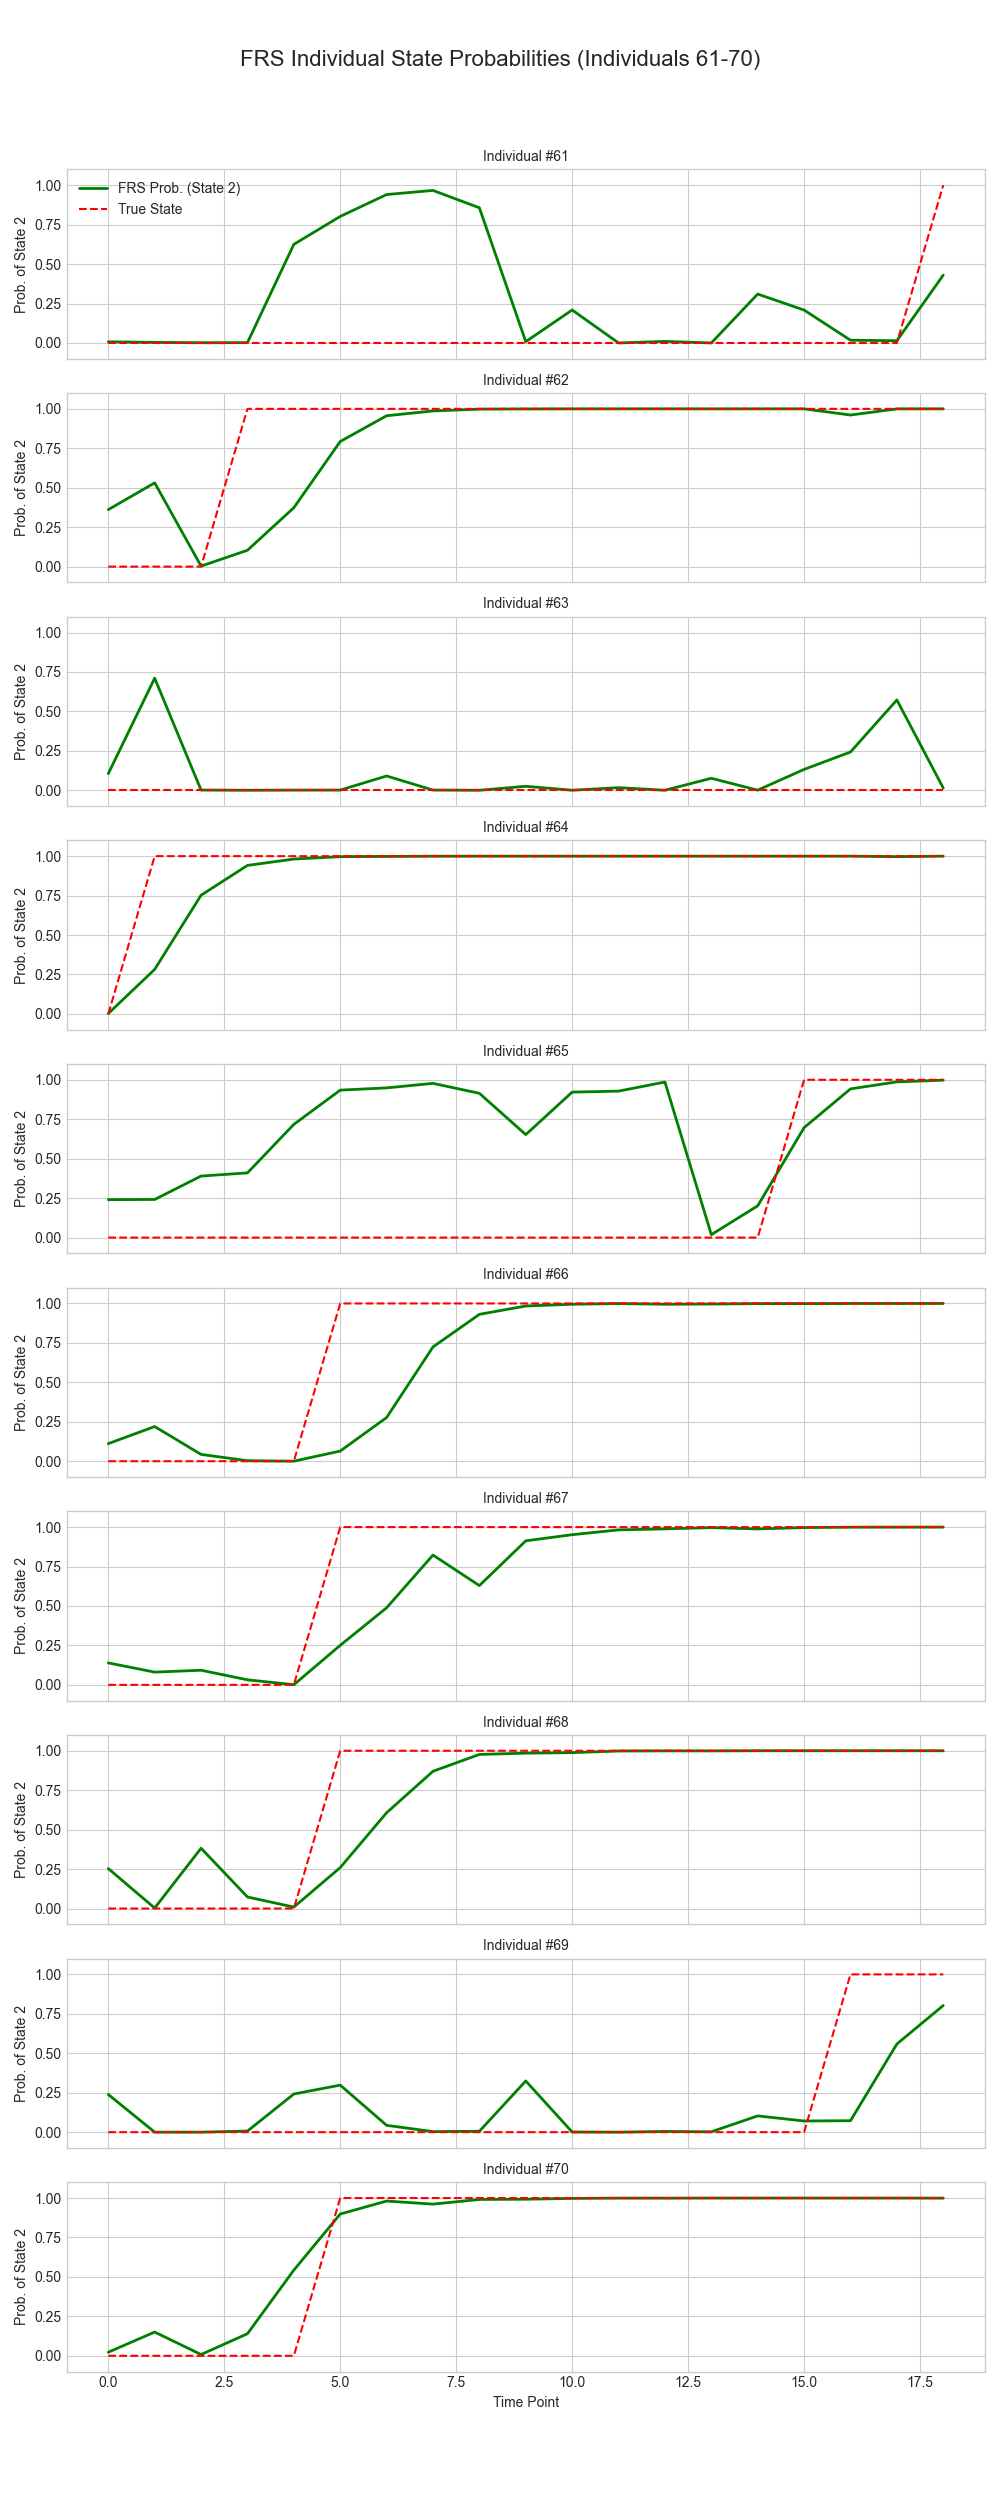 FRS Individual State Probabilities (Individuals 61-70)
Individual #61
FRS Prob. (State 2)
True State
Prob. of State 2
1.00
0.75
0.50
0.25
0.00
Individual #62
Prob. of State 2
1.00
0.75
0.50
0.25
0.00
Individual #63
Prob. of State 2
1.00
0.75
0.50
0.25
0.00
Individual #64
Prob. of State 2
1.00
0.75
0.50
0.25
0.00
Individual #65
Prob. of State 2
1.00
0.75
0.50
0.25
0.00
Individual #66
Prob. of State 2
1.00
0.75
0.50
0.25
0.00
Individual #67
Prob. of State 2
1.00
0.75
0.50
0.25
0.00
Individual #68
Prob. of State 2
1.00
0.75
0.50
0.25
0.00
Individual #69
Prob. of State 2
1.00
0.75
0.50
0.25
0.00
Individual #70
Prob. of State 2
1.00
0.75
0.50
0.25
0.00
0.0 2.5 5.0 7.5 10.0 12.5 15.0 17.5
Time Point